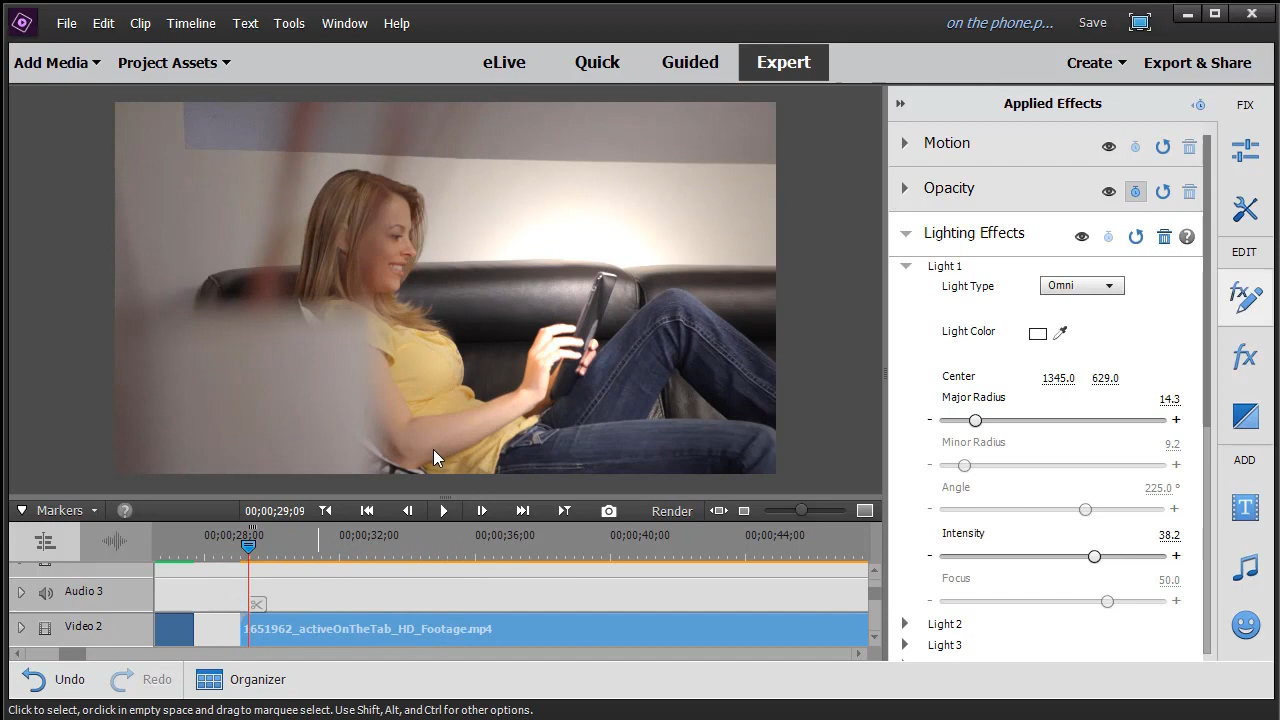 File Edit Clip Timeline Text Tools Window Help on the phone.p... Save
Add Media Project Assets eLive Quick Guided Expert Create Export & Share
Applied Effects FIX
Motion
Opacity
Lighting Effects
EDIT
Light 1
Light Type Omni
Light Color
Center 1345.0 629.0
Major Radius 14.3
- +
Minor Radius 9.2
- +
ADD
Angle 225.0 °
- +
Intensity 38.2
- +
Focus 50.0
- +
Light 2
Light 3
Markers 00;00;29;09 Render
00;00;28;00 00;00;32;00 00;00;36;00 00;00;40;00 00;00;44;00
Audio 3
Video 2 1651962_activeOnTheTab_HD_Footage.mp4
Undo Redo Organizer
Click to select, or click in empty space and drag to marquee select. Use Shift, Alt, and Ctrl for other options.